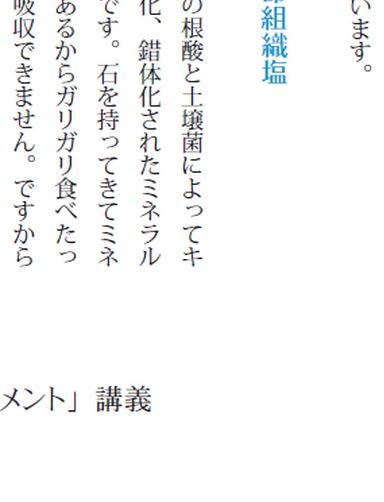 います。
組織塩
の根酸と土壌菌によってキ
化、錯体化されたミネラル
です。石を持ってきてミネ
あるからガリガリ食べたっ
吸収できません。ですから
メント」講義